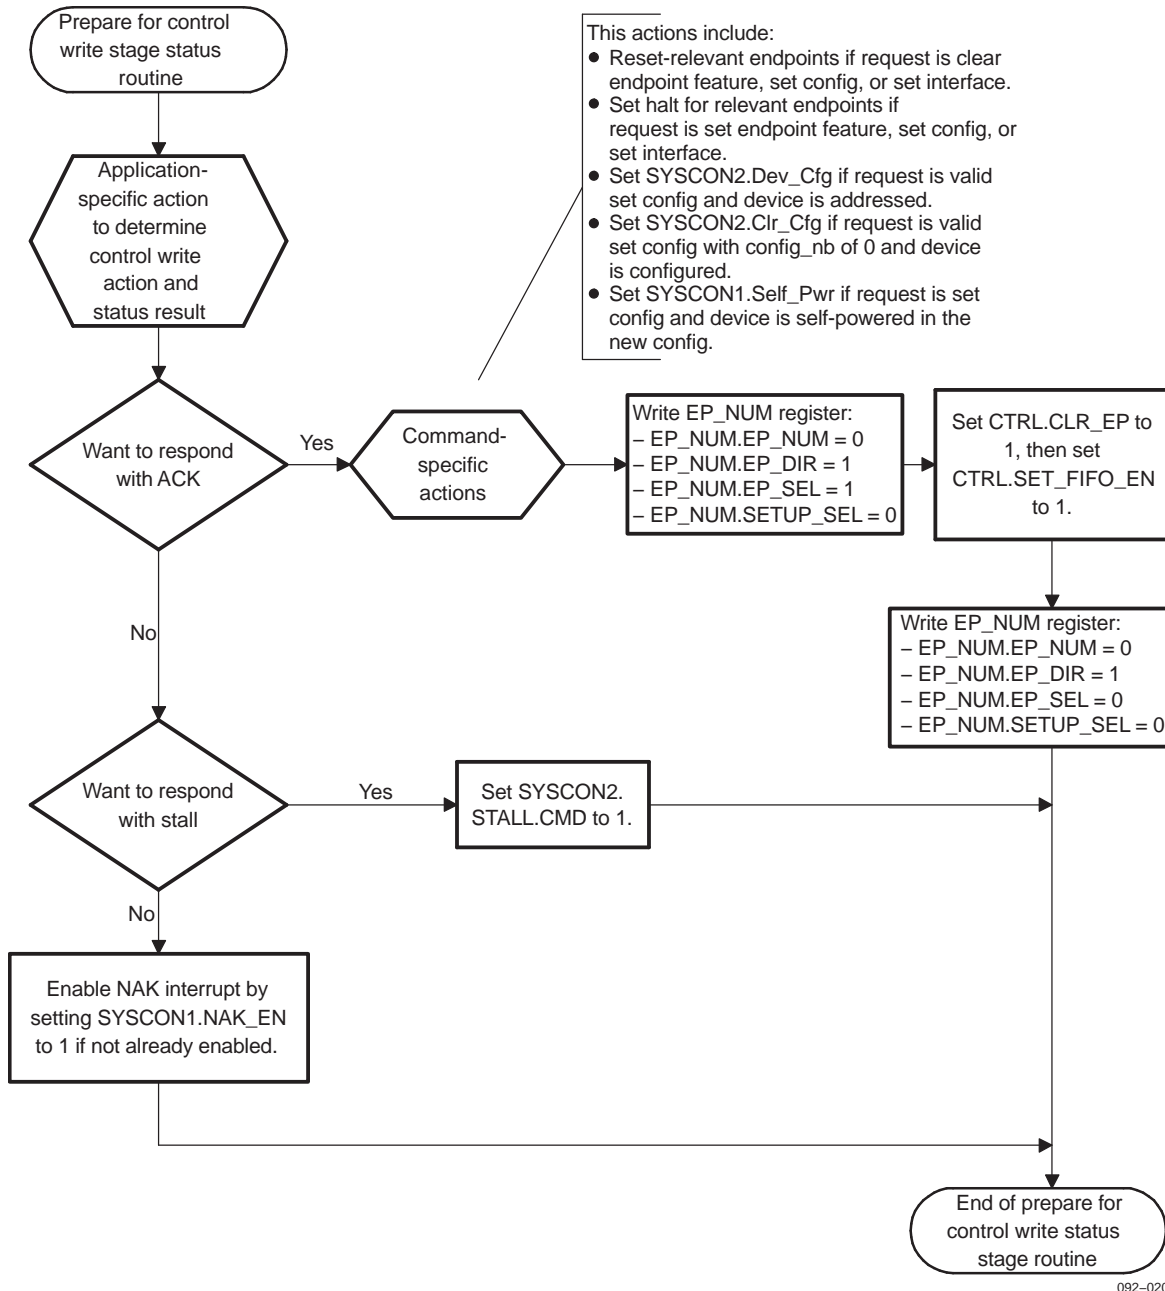 Prepare for control
write stage status
routine
This actions include:
● Reset-relevant endpoints if request is clear
endpoint feature, set config, or set interface.
● Set halt for relevant endpoints if
request is set endpoint feature, set config, or
set interface.
● Set SYSCON2.Dev_Cfg if request is valid
set config and device is addressed.
● Set SYSCON2.Clr_Cfg if request is valid
set config with config_nb of 0 and device
is configured.
● Set SYSCON1.Self_Pwr if request is set
config and device is self-powered in the
new config.
Application-
specific action
to determine
control write
action and
status result
Want to respond
with ACK
Yes
Command-
specific
actions
Write EP_NUM register:
– EP_NUM.EP_NUM = 0
– EP_NUM.EP_DIR = 1
– EP_NUM.EP_SEL = 1
– EP_NUM.SETUP_SEL = 0
Set CTRL.CLR_EP to
1, then set
CTRL.SET_FIFO_EN
to 1.
No
Write EP_NUM register:
– EP_NUM.EP_NUM = 0
– EP_NUM.EP_DIR = 1
– EP_NUM.EP_SEL = 0
– EP_NUM.SETUP_SEL = 0
Want to respond
with stall
Yes
Set SYSCON2.
STALL.CMD to 1.
No
Enable NAK interrupt by
setting SYSCON1.NAK_EN
to 1 if not already enabled.
End of prepare for
control write status
stage routine
092–020